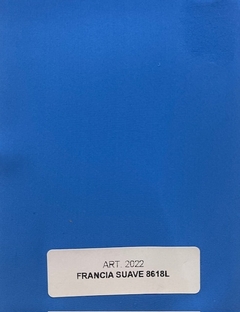 ART. 2022
FRANCIA SUAVE 8618L